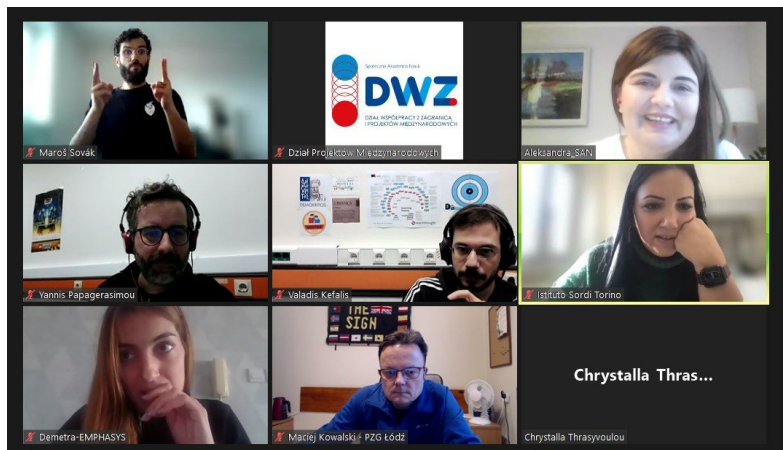 Maroš Sovák
Społeczna Akademia Nauk
DWZ
DZIAŁ WSPÓŁPRACY Z ZAGRANICĄ
I PROJEKTÓW MIĘDZYNARODOWYCH
Dział Projektów Międzynarodowych
Aleksandra_SAN
Yannis Papagerasimou
Valadis Kefalis
Istituto Sordi Torino
Demetra-EMPHASYS
THE
SIGN
Maciej Kowalski - PZG Łódź
Chrystalla Thras...
Chrystalla Thrasyvoulou